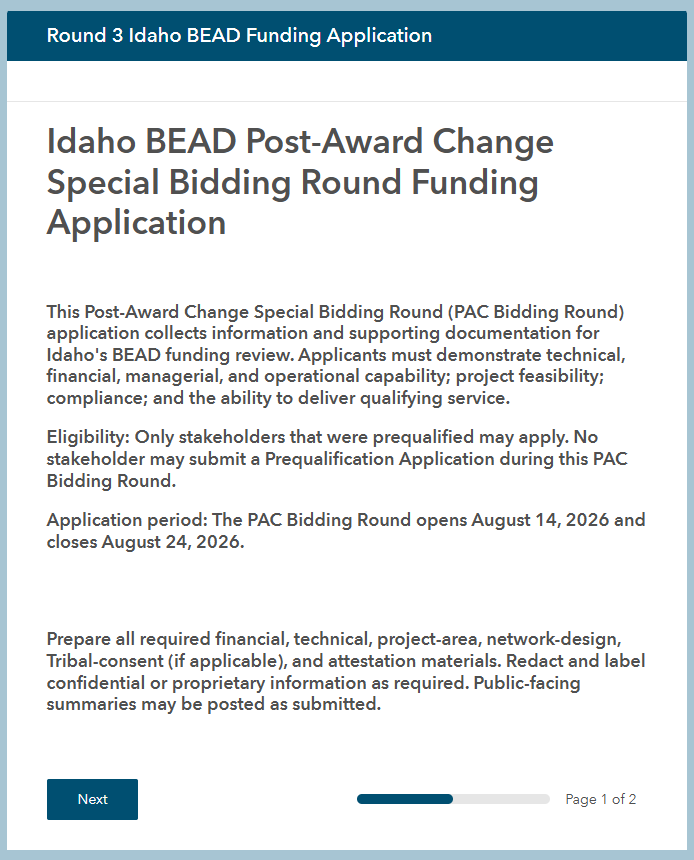 Round 3 Idaho BEAD Funding Application
Idaho BEAD Post-Award Change
Special Bidding Round Funding
Application
This Post-Award Change Special Bidding Round (PAC Bidding Round)
application collects information and supporting documentation for
Idaho's BEAD funding review. Applicants must demonstrate technical,
financial, managerial, and operational capability; project feasibility;
compliance; and the ability to deliver qualifying service.
Eligibility: Only stakeholders that were prequalified may apply. No
stakeholder may submit a Prequalification Application during this PAC
Bidding Round.
Application period: The PAC Bidding Round opens August 14, 2026 and
closes August 24, 2026.
Prepare all required financial, technical, project-area, network-design,
Tribal-consent (if applicable), and attestation materials. Redact and label
confidential or proprietary information as required. Public-facing
summaries may be posted as submitted.
Next
Page 1 of 2